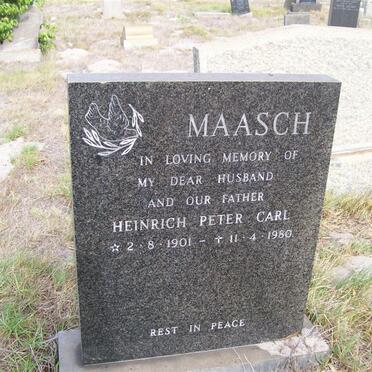 MAASCH
IN LOVING MEMORY OF
MY DEAR HUSBAND
AND OUR FATHER
HEINRICH PETER CARL
☆ 2·8·1901 – ✝ 11·4·1980
REST IN PEACE